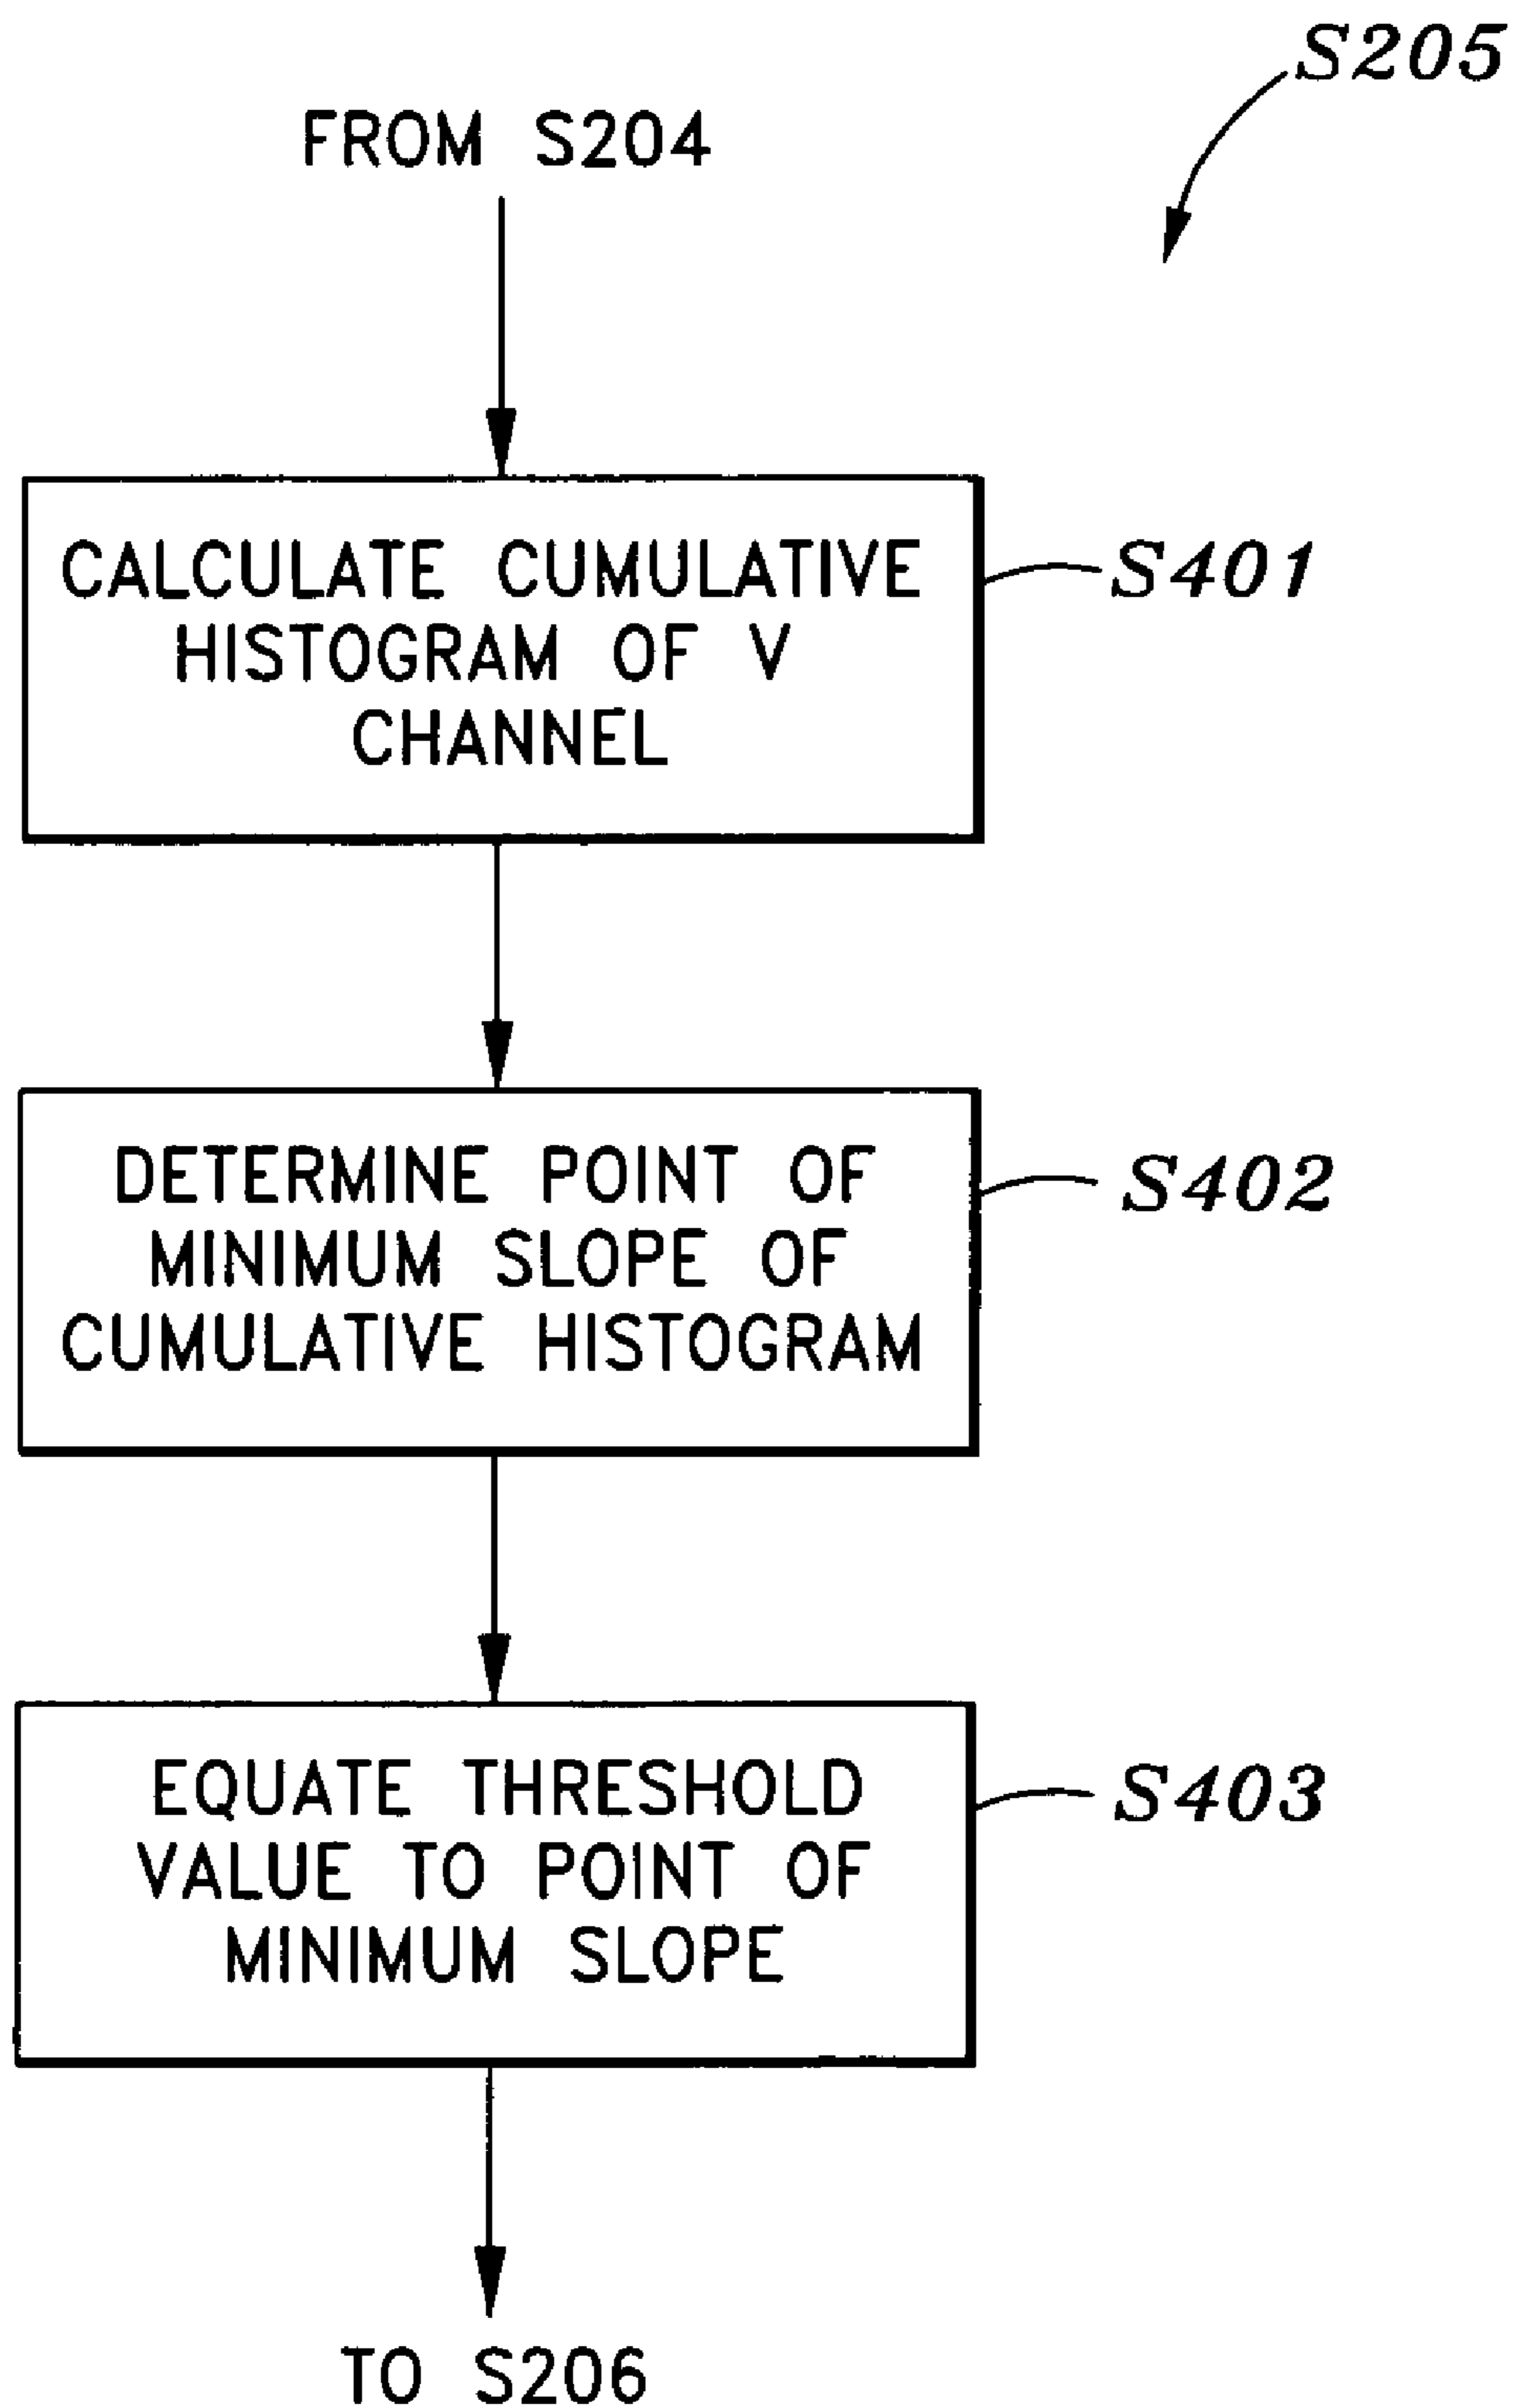 S205
FROM S204
CALCULATE CUMULATIVE
HISTOGRAM OF V
CHANNEL
S401
DETERMINE POINT OF
MINIMUM SLOPE OF
CUMULATIVE HISTOGRAM
S402
EQUATE THRESHOLD
VALUE TO POINT OF
MINIMUM SLOPE
S403
TO S206